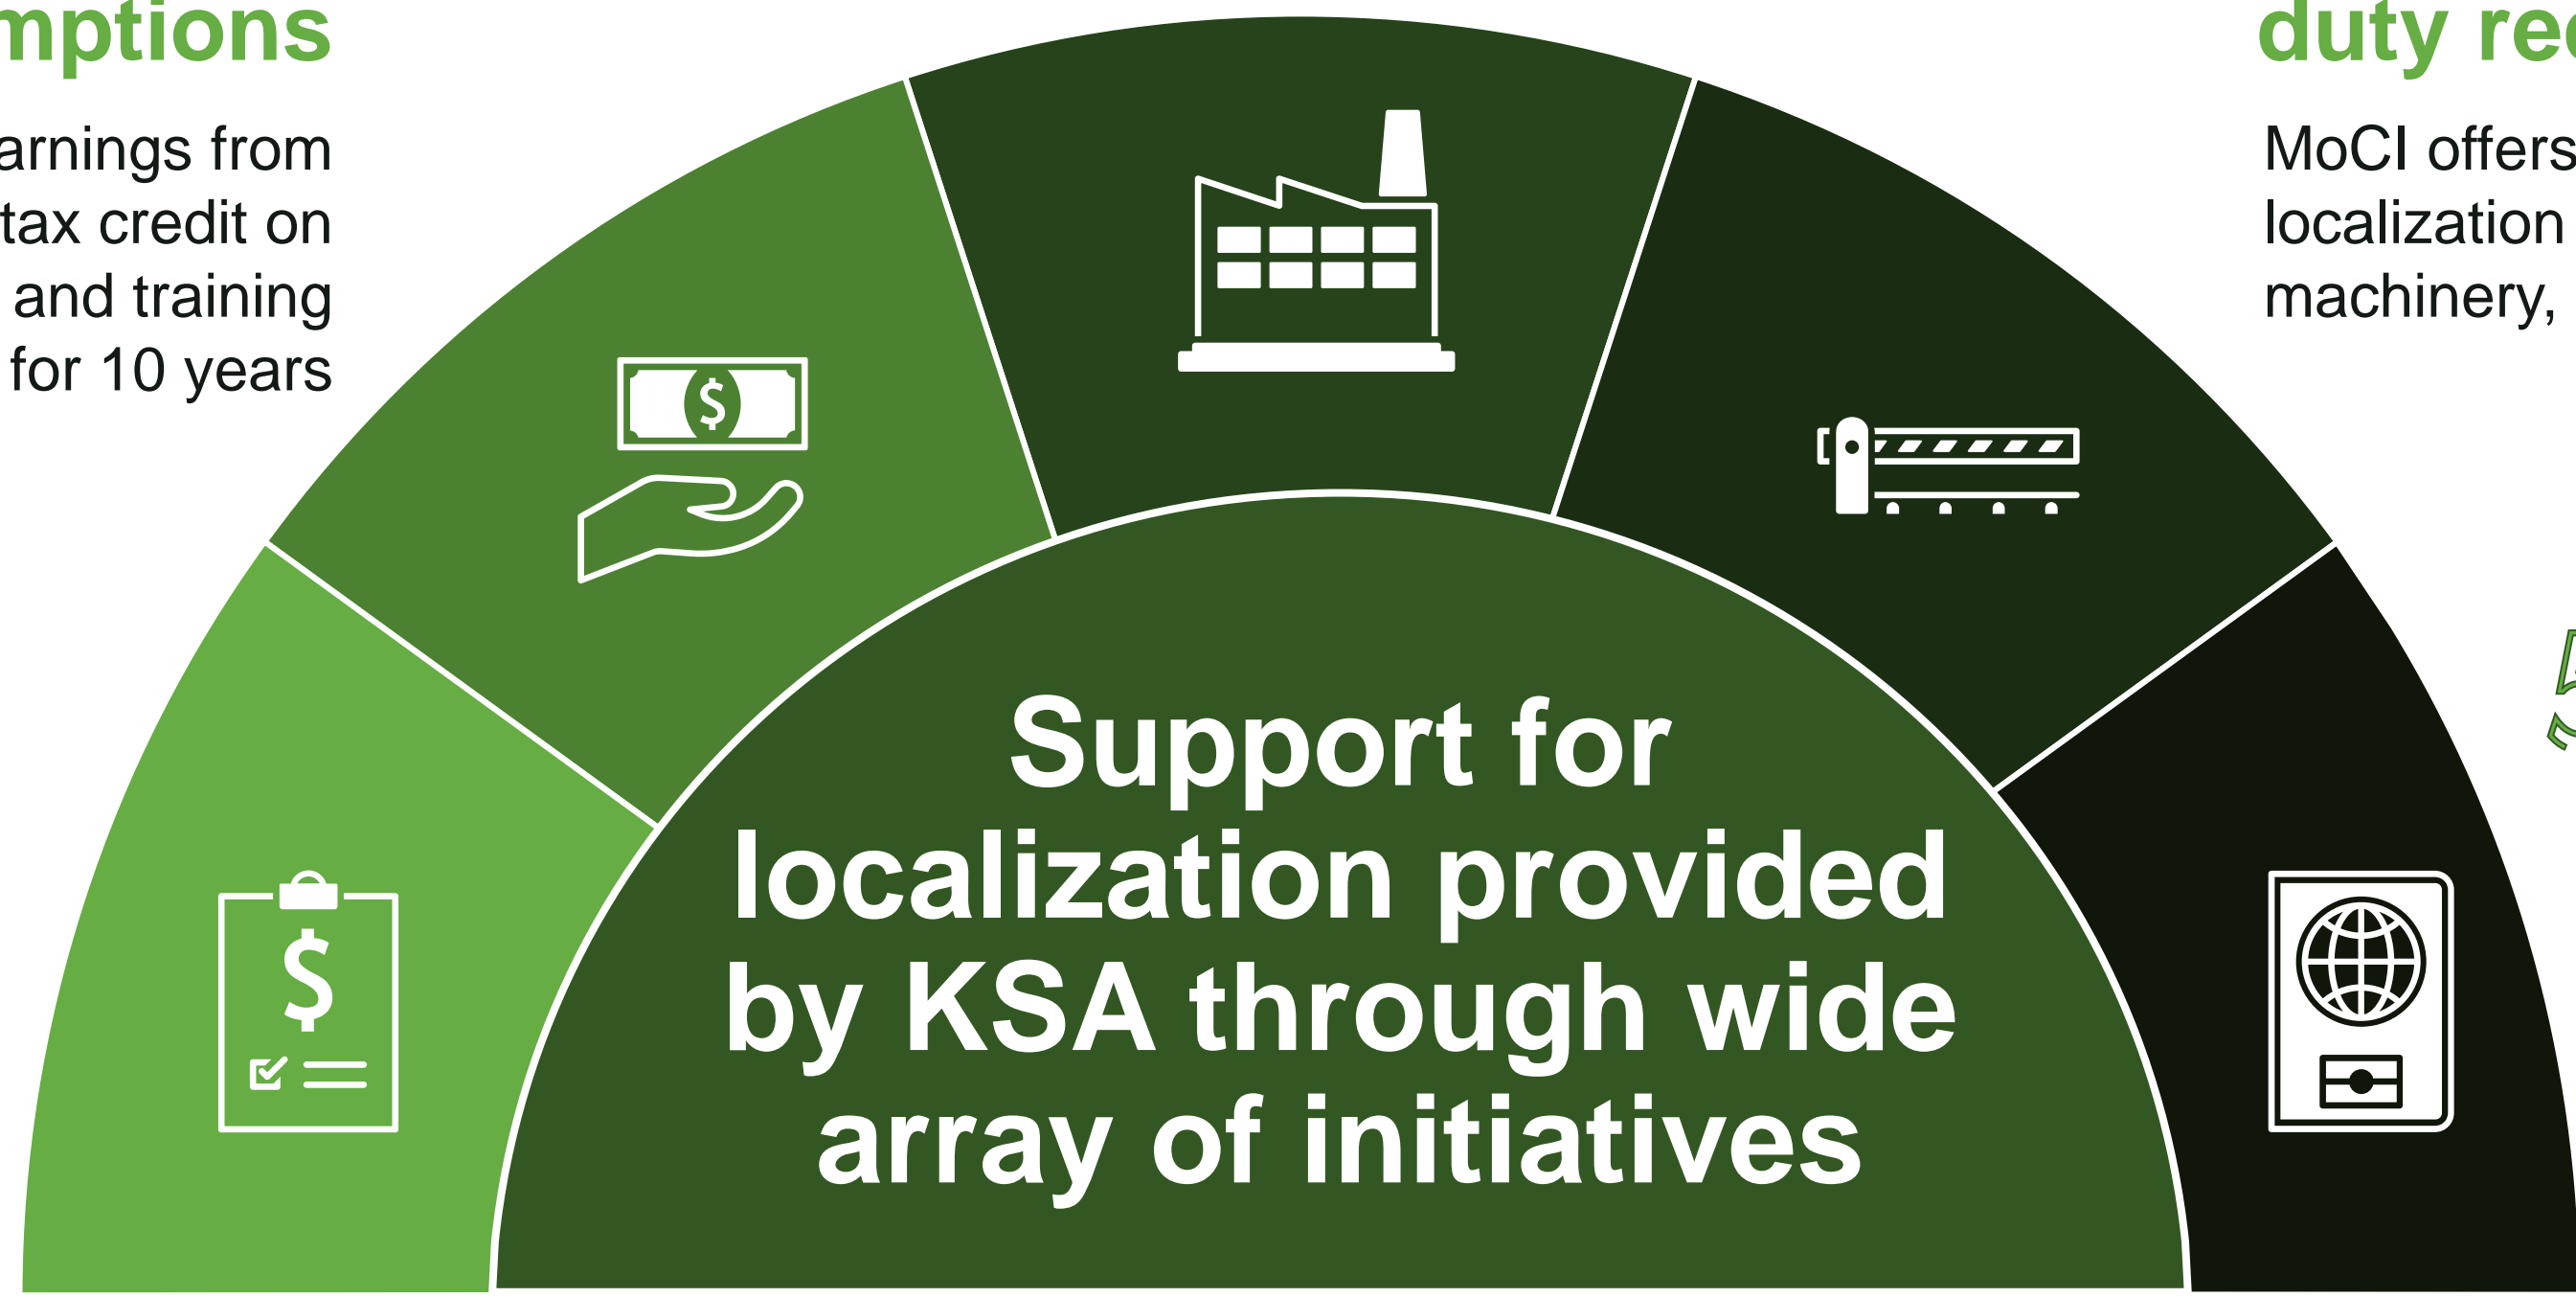 mptions
arnings from
tax credit on
and training
for 10 years
duty rec
MoCI offers
localization
machinery,
Support for
localization provided
by KSA through wide
array of initiatives
$
$